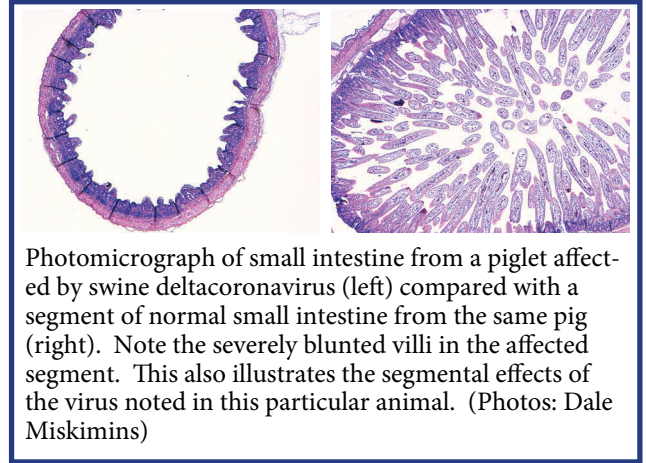 Photomicrograph of small intestine from a piglet affect-
ed by swine deltacoronavirus (left) compared with a
segment of normal small intestine from the same pig
(right).  Note the severely blunted villi in the affected
segment.  This also illustrates the segmental effects of
the virus noted in this particular animal.  (Photos: Dale
Miskimins)